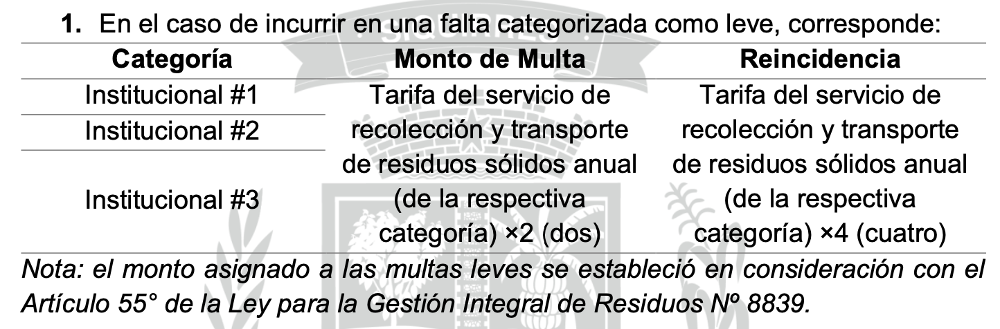 1. En el caso de incurrir en una falta categorizada como leve, corresponde:
Categoría Monto de Multa Reincidencia
Institucional #1 Tarifa del servicio de Tarifa del servicio de
Institucional #2 recolección y transporte recolección y transporte
de residuos sólidos anual de residuos sólidos anual
Institucional #3 (de la respectiva (de la respectiva
categoría) ×2 (dos) categoría) ×4 (cuatro)
Nota: el monto asignado a las multas leves se estableció en consideración con el
Artículo 55° de la Ley para la Gestión Integral de Residuos Nº 8839.
SIQUIRRES